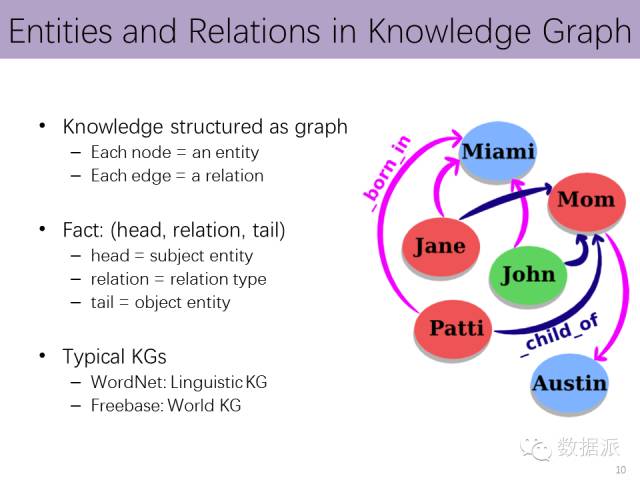 Entities and Relations in Knowledge Graph
• Knowledge structured as graph
– Each node = an entity
– Each edge = a relation
• Fact: (head, relation, tail)
– head = subject entity
– relation = relation type
– tail = object entity
• Typical KGs
– WordNet: Linguistic KG
– Freebase: World KG
_born_in
Miami
Mom
Jane
John
Patti
_child_of
Austin
数据派
10